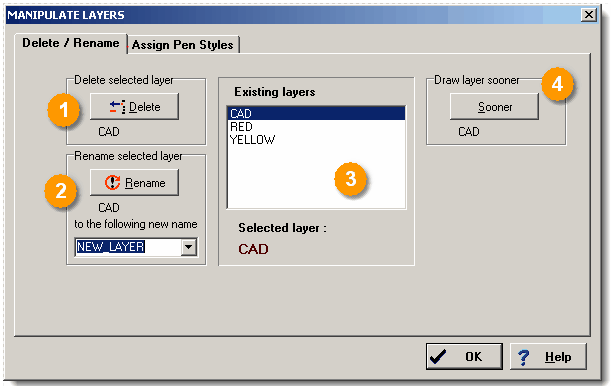 MANIPULATE LAYERS
Delete / Rename
Assign Pen Styles
Delete selected layer
1
Delete
CAD
Rename selected layer
2
Rename
CAD
to the following new name
NEW_LAYER
Existing layers
CAD
RED
YELLOW
3
Selected layer :
CAD
Draw layer sooner
4
Sooner
CAD
OK
? Help